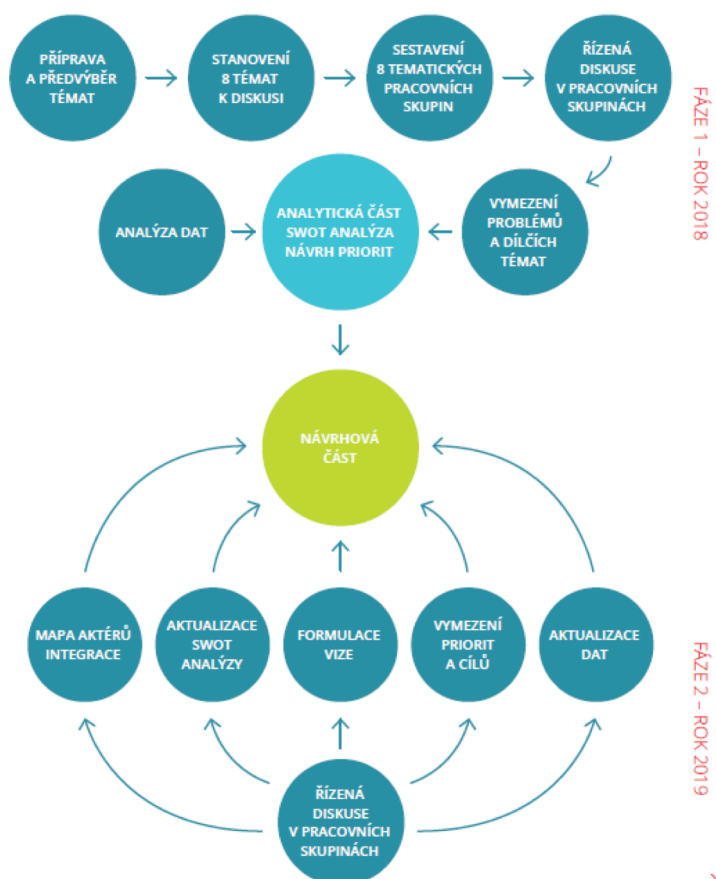 PŘÍPRAVA
A PŘEDVÝBĚR
TÉMAT
STANOVENÍ
8 TÉMAT
K DISKUSI
SESTAVENÍ
8 TEMATICKÝCH
PRACOVNÍCH
SKUPIN
ŘÍZENÁ
DISKUSE
V PRACOVNÍCH
SKUPINÁCH
FÁZE 1 – ROK 2018
ANALÝZA DAT
ANALYTICKÁ ČÁST
SWOT ANALÝZA
NÁVRH PRIORIT
VYMEZENÍ
PROBLÉMŮ
A DÍLČÍCH
TÉMAT
NÁVRHOVÁ
ČÁST
MAPA AKTÉRŮ
INTEGRACE
AKTUALIZACE
SWOT
ANALÝZY
FORMULACE
VIZE
VYMEZENÍ
PRIORIT
A CÍLŮ
AKTUALIZACE
DAT
FÁZE 2 – ROK 2019
ŘÍZENÁ
DISKUSE
V PRACOVNÍCH
SKUPINÁCH